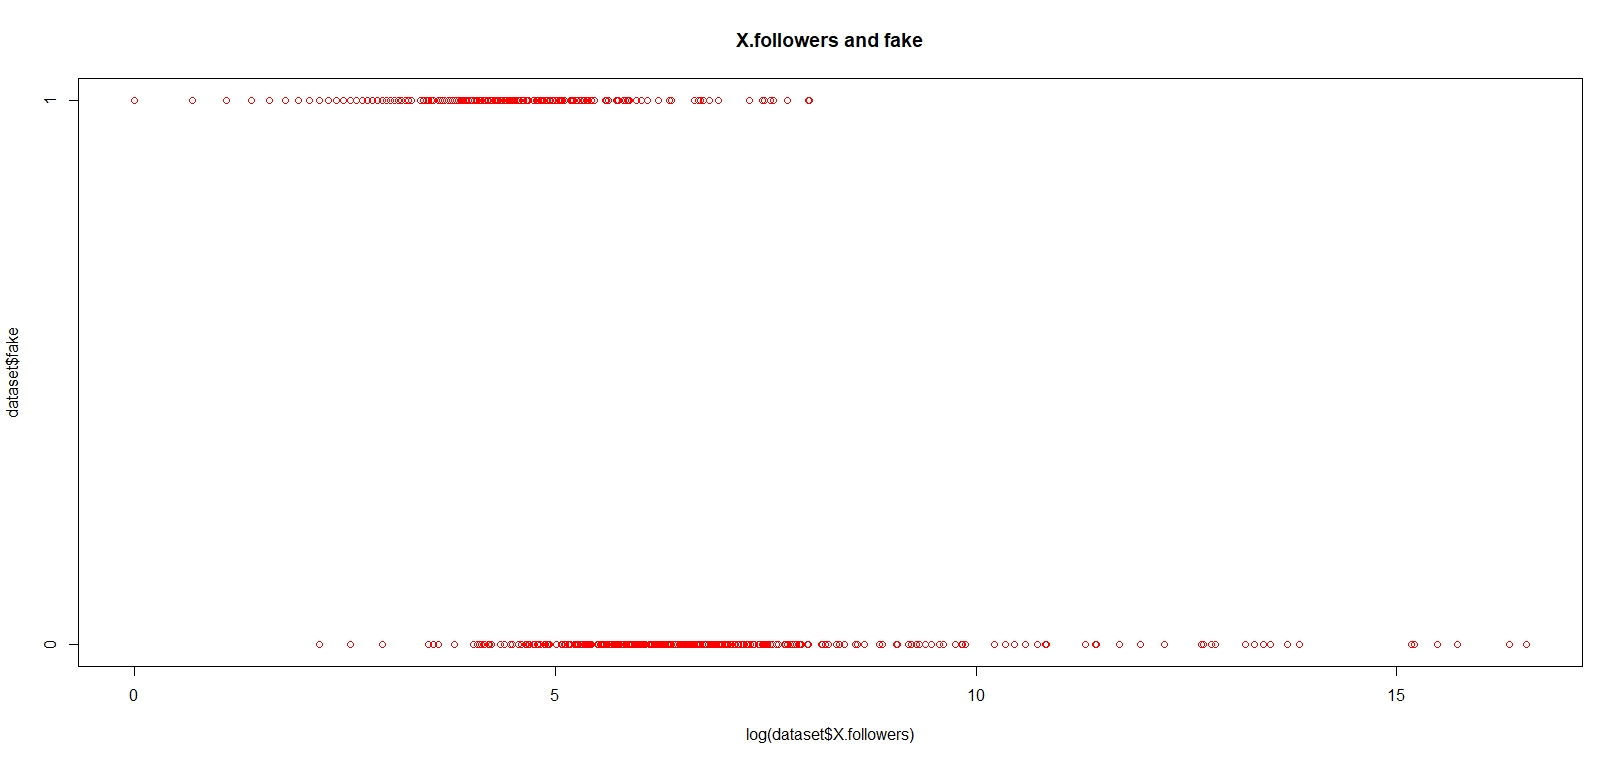 X.followers and fake
1
dataset$fake
0
0 5 10 15
log(dataset$X.followers)